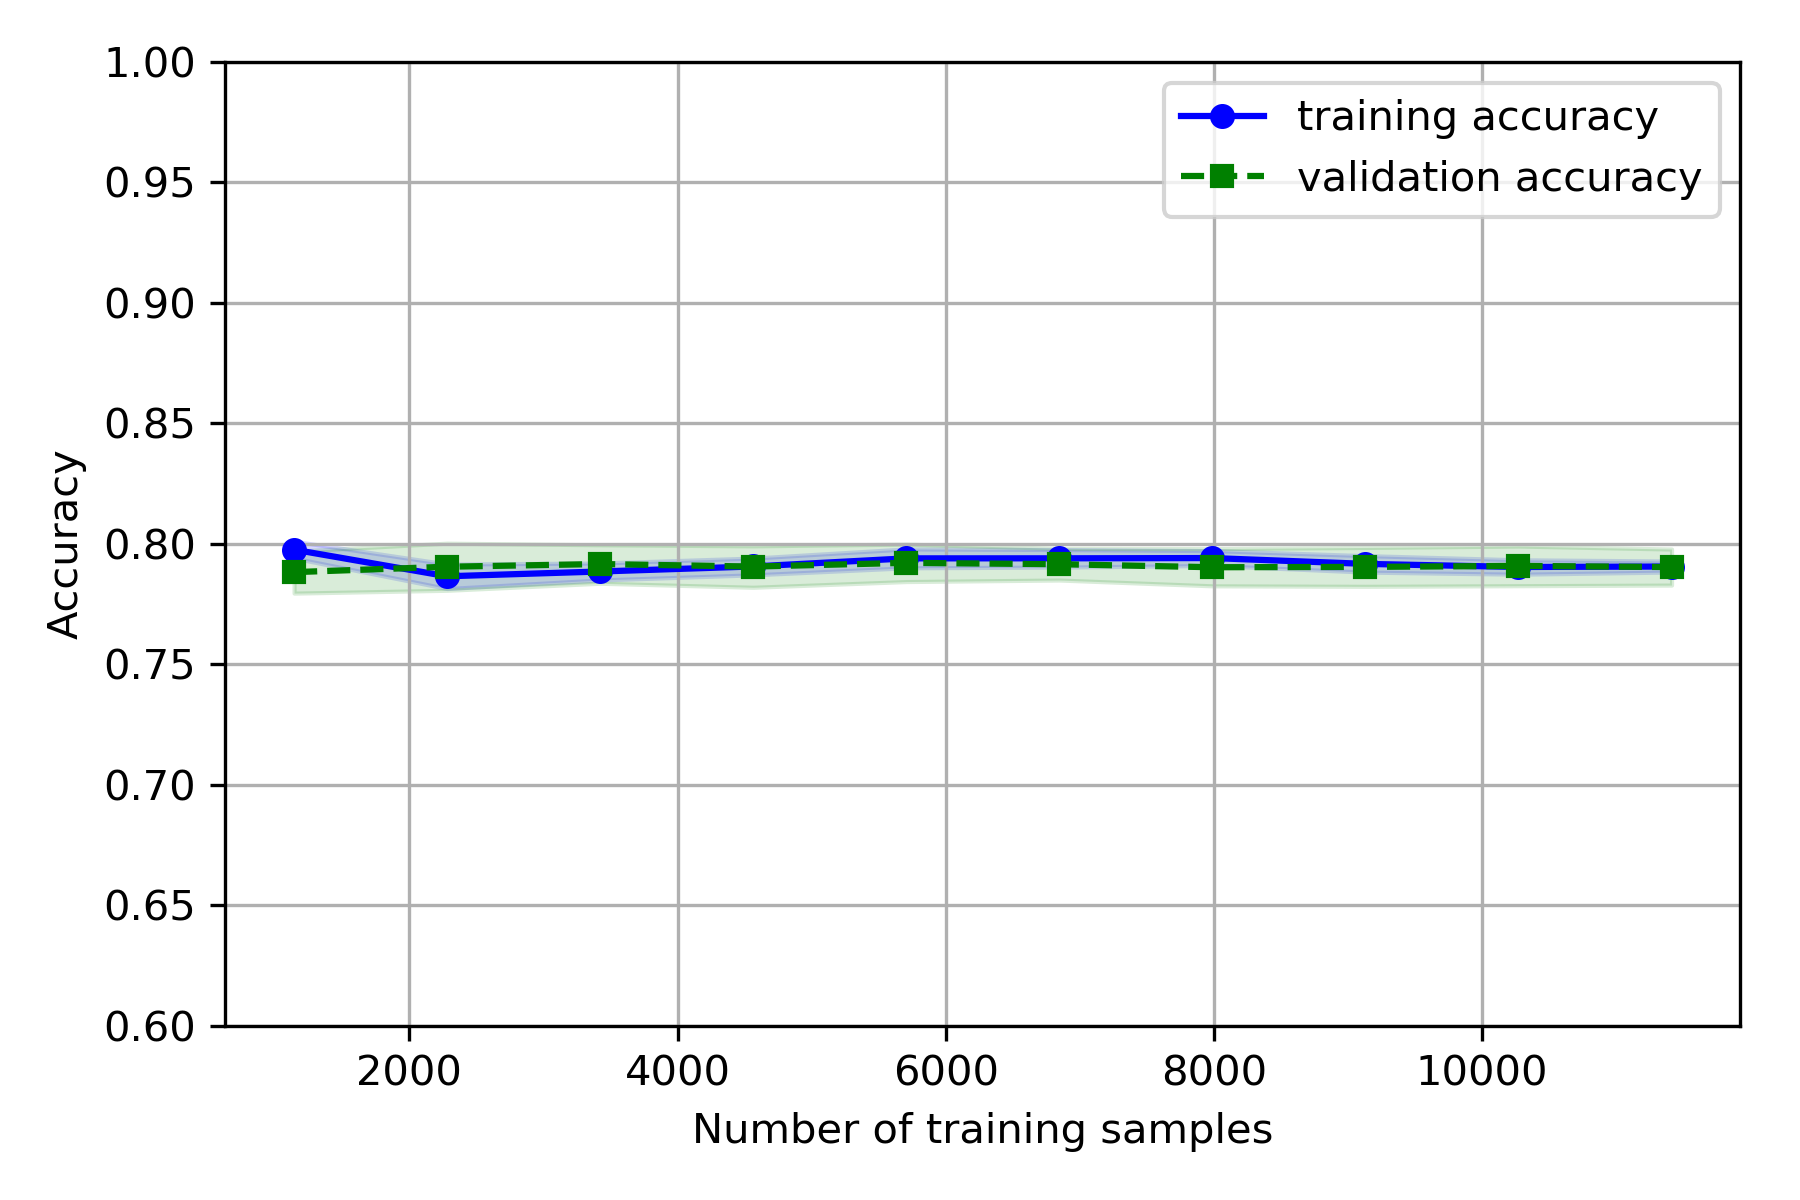 1.00
0.95
0.90
0.85
0.80
0.75
0.70
0.65
0.60
Accuracy
training accuracy
validation accuracy
2000 4000 6000 8000 10000
Number of training samples